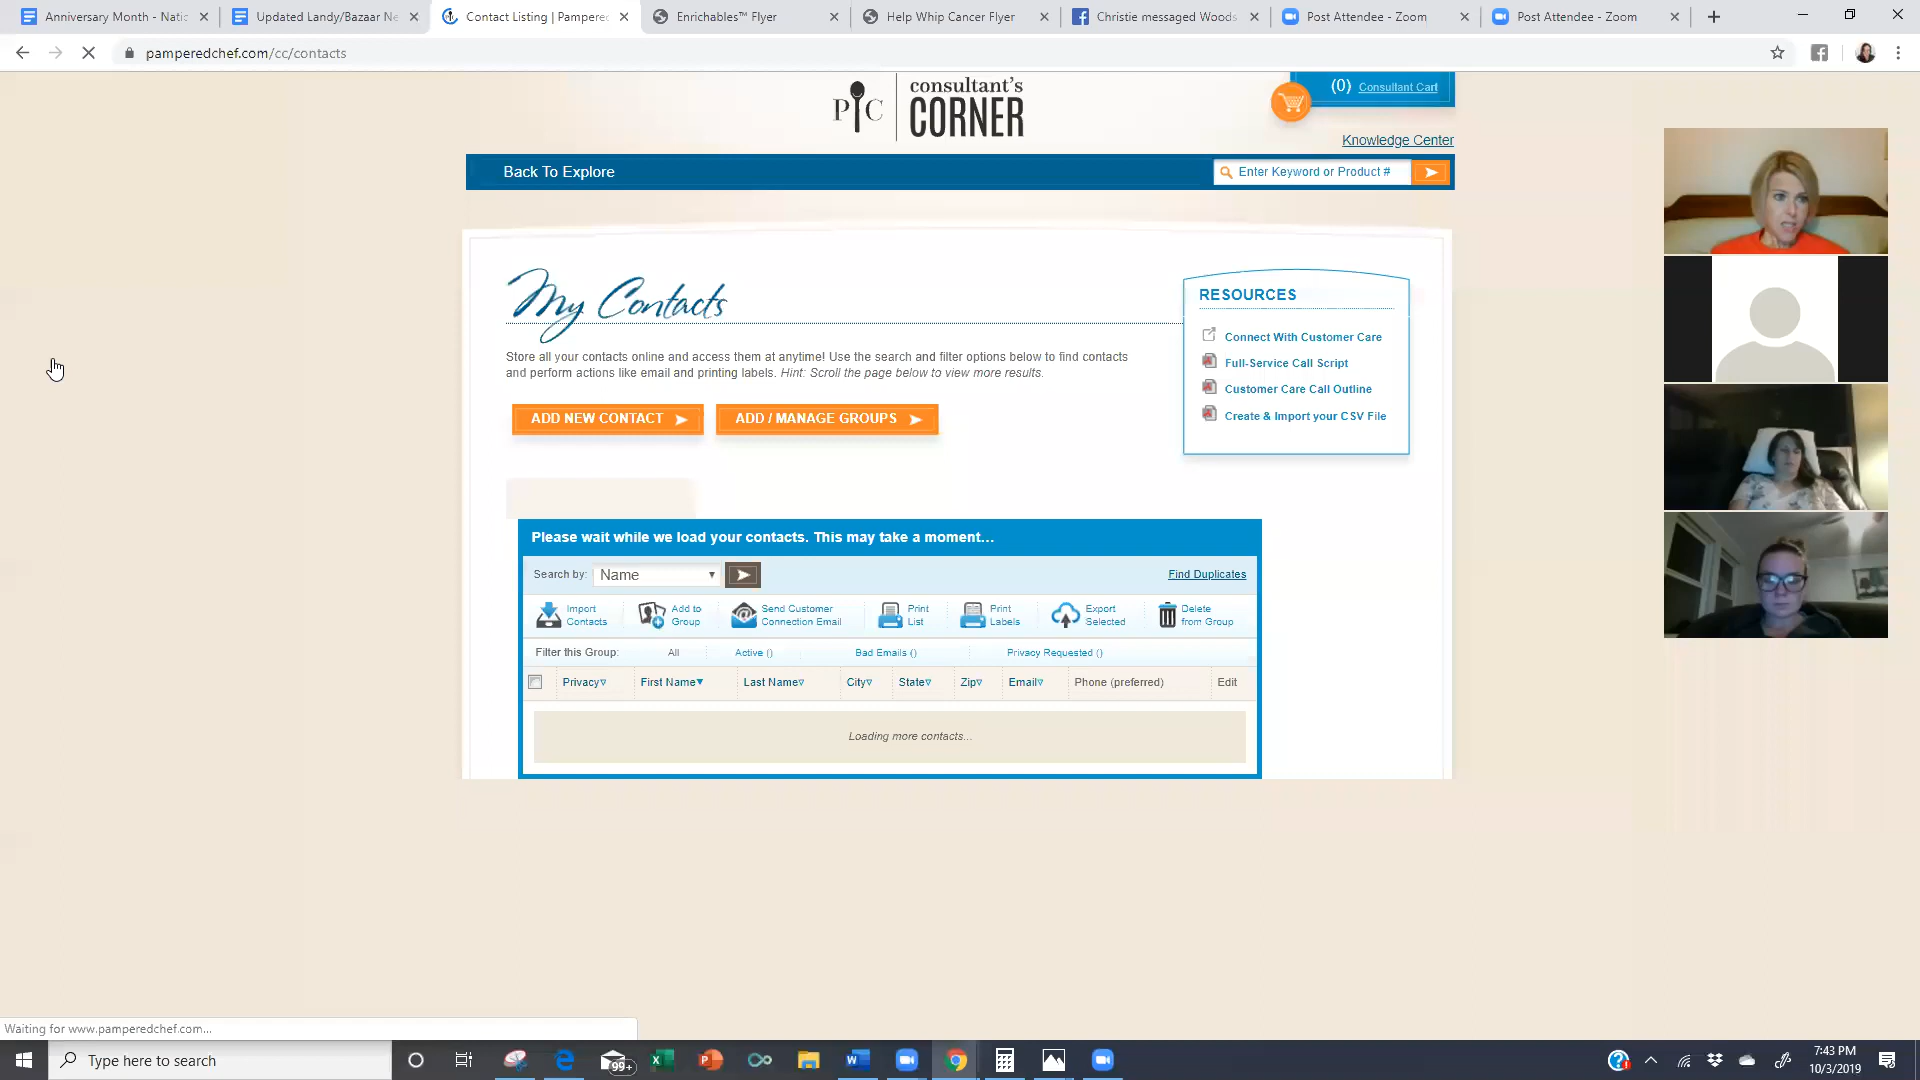 Anniversary Month - Natio
Updated Landy/Bazaar Ne
Contact Listing | Pampered
Enrichables™ Flyer
Help Whip Cancer Flyer
Christie messaged Woods
Post Attendee - Zoom
Post Attendee - Zoom
pamperedchef.com/cc/contacts
PC
consultant's
CORNER
(0) Consultant Cart
Knowledge Center
Back To Explore
Enter Keyword or Product #
My Contacts
Store all your contacts online and access them at anytime! Use the search and filter options below to find contacts
and perform actions like email and printing labels. Hint: Scroll the page below to view more results.
ADD NEW CONTACT
ADD / MANAGE GROUPS
RESOURCES
Connect With Customer Care
Full-Service Call Script
Customer Care Call Outline
Create & Import your CSV File
Please wait while we load your contacts. This may take a moment...
Search by: Name
Find Duplicates
Import
Contacts
Add to
Group
Send Customer
Connection Email
Print
List
Print
Labels
Export
Selected
Delete
from Group
Filter this Group: All Active () Bad Emails () Privacy Requested ()
Privacy▿ First Name▾ Last Name▿ City▿ State▿ Zip▿ Email▿ Phone (preferred) Edit
Loading more contacts...
Waiting for www.pamperedchef.com...
Type here to search
99+
7:43 PM
10/3/2019